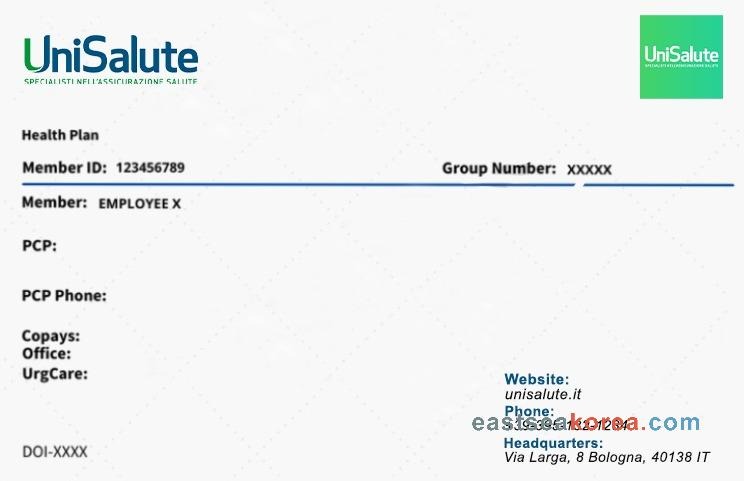 UniSalute
SPECIALISTI NELL'ASSICURAZIONE SALUTE
UniSalute
SPECIALISTI NELL'ASSICURAZIONE SALUTE
Health Plan
Member ID: 123456789
Group Number: XXXXX
Member: EMPLOYEE X
PCP:
PCP Phone:
Copays:
Office:
UrgCare:
Website:
unisalute.it
Phone:
eastseakorea.com
Headquarters:
Via Larga, 8 Bologna, 40138 IT
DOI-XXXX